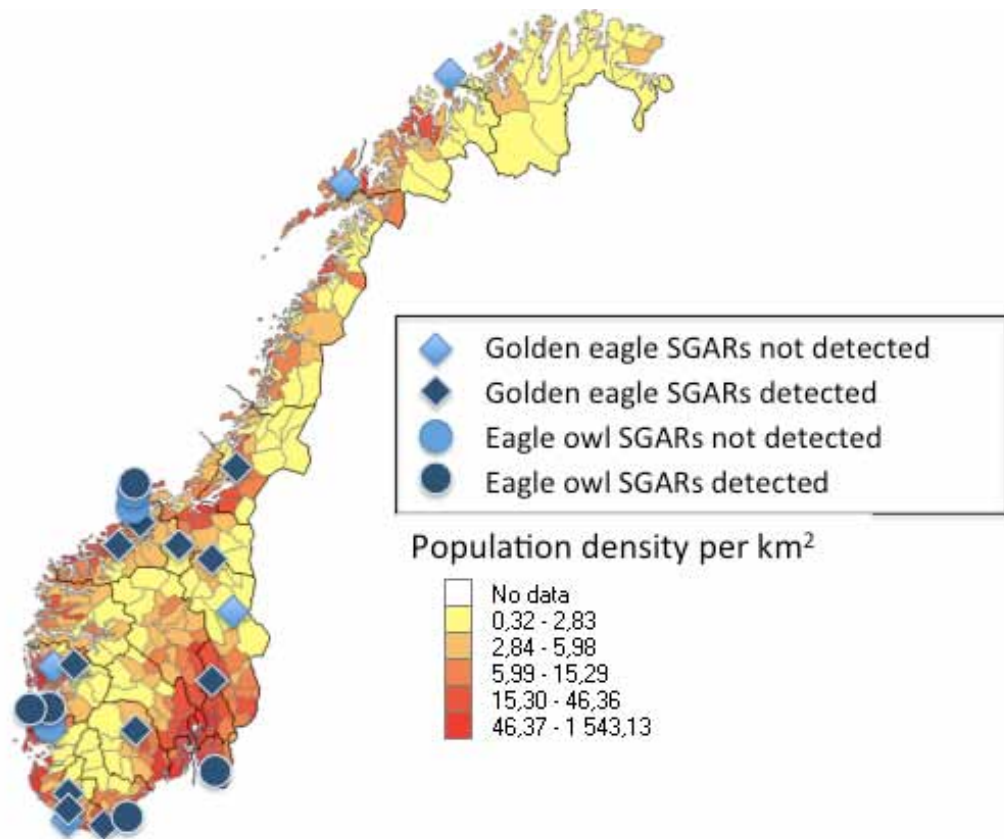 Golden eagle SGARs not detected
Golden eagle SGARs detected
Eagle owl SGARs not detected
Eagle owl SGARs detected
Population density per km²
No data
0,32 - 2,83
2,84 - 5,98
5,99 - 15,29
15,30 - 46,36
46,37 - 1 543,13